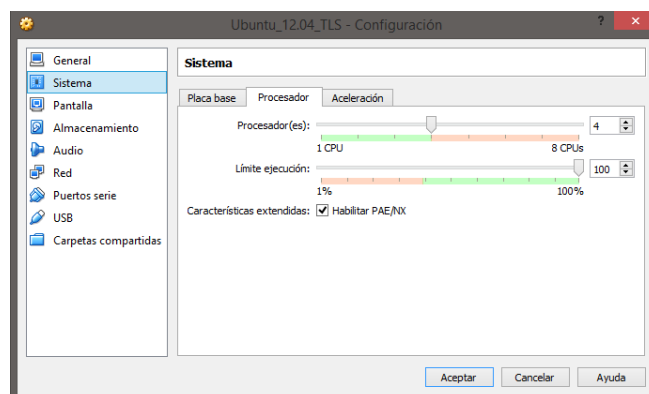 Ubuntu_12.04_TLS - Configuración
?
×
General
Sistema
Pantalla
Almacenamiento
Audio
Red
Puertos serie
USB
Carpetas compartidas
Sistema
Placa base Procesador Aceleración
Procesador(es): 4
1 CPU 8 CPUs
Límite ejecución: 100
1% 100%
Características extendidas: Habilitar PAE/NX
Aceptar Cancelar Ayuda